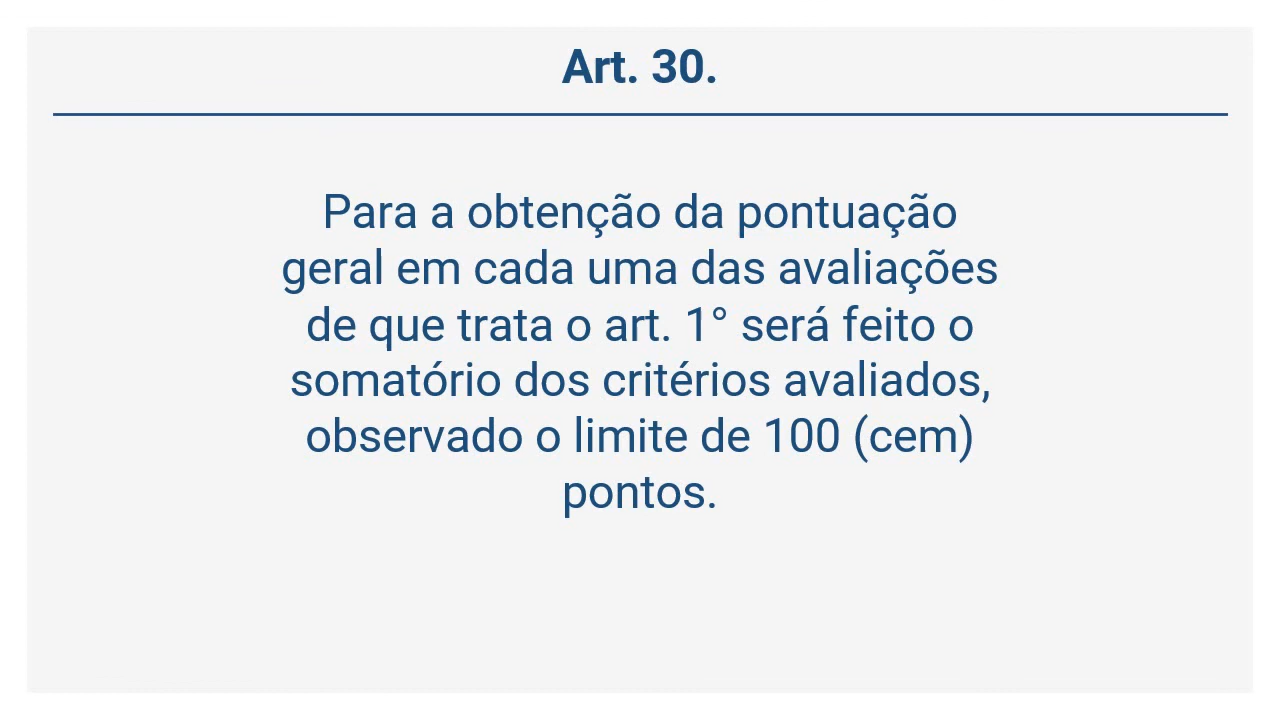 Art. 30.
Para a obtenção da pontuação
geral em cada uma das avaliações
de que trata o art. 1° será feito o
somatório dos critérios avaliados,
observado o limite de 100 (cem)
pontos.